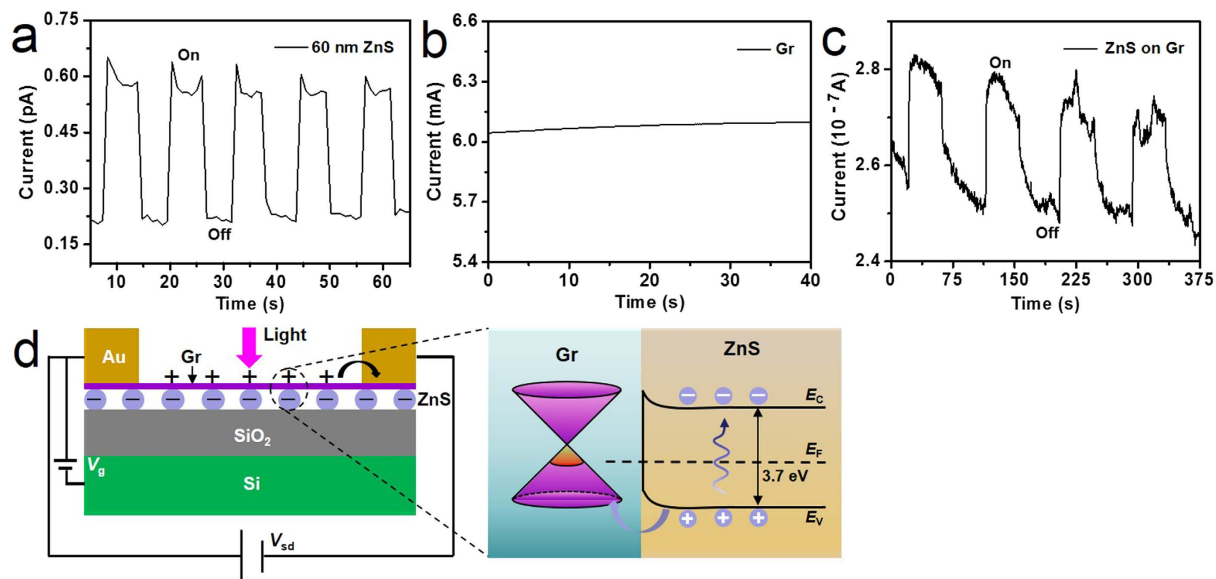 a
Current (pA)
0.75
0.60
0.45
0.30
0.15
60 nm ZnS
On
Off
10 20 30 40 50 60
Time (s)
b
Current (mA)
6.6
6.3
6.0
5.7
5.4
Gr
0 10 20 30 40
Time (s)
c
Current (10⁻⁷A)
2.8
2.6
2.4
ZnS on Gr
On
Off
0 75 150 225 300 375
Time (s)
d
Au
Gr
Light
+ + + + +
− − − − − − − −
ZnS
SiO₂
Si
Vg
Vsd
Gr
ZnS
− − −
EC
EF
3.7 eV
EV
+ + +